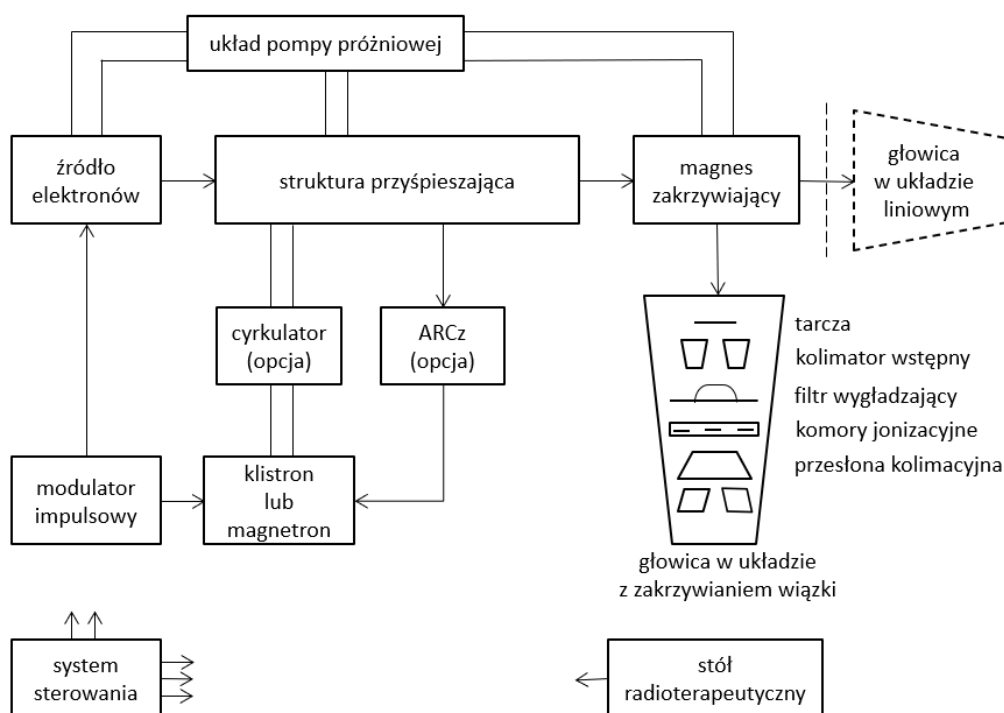 układ pompy próżniowej
źródło
elektronów
struktura przyśpieszająca
magnes
zakrzywiający
głowica
w układzie
liniowym
cyrkulator
(opcja)
ARCz
(opcja)
tarcza
kolimator wstępny
filtr wygładzający
komory jonizacyjne
przesłona kolimacyjna
modulator
impulsowy
klistron
lub
magnetron
głowica w układzie
z zakrzywianiem wiązki
system
sterowania
stół
radioterapeutyczny